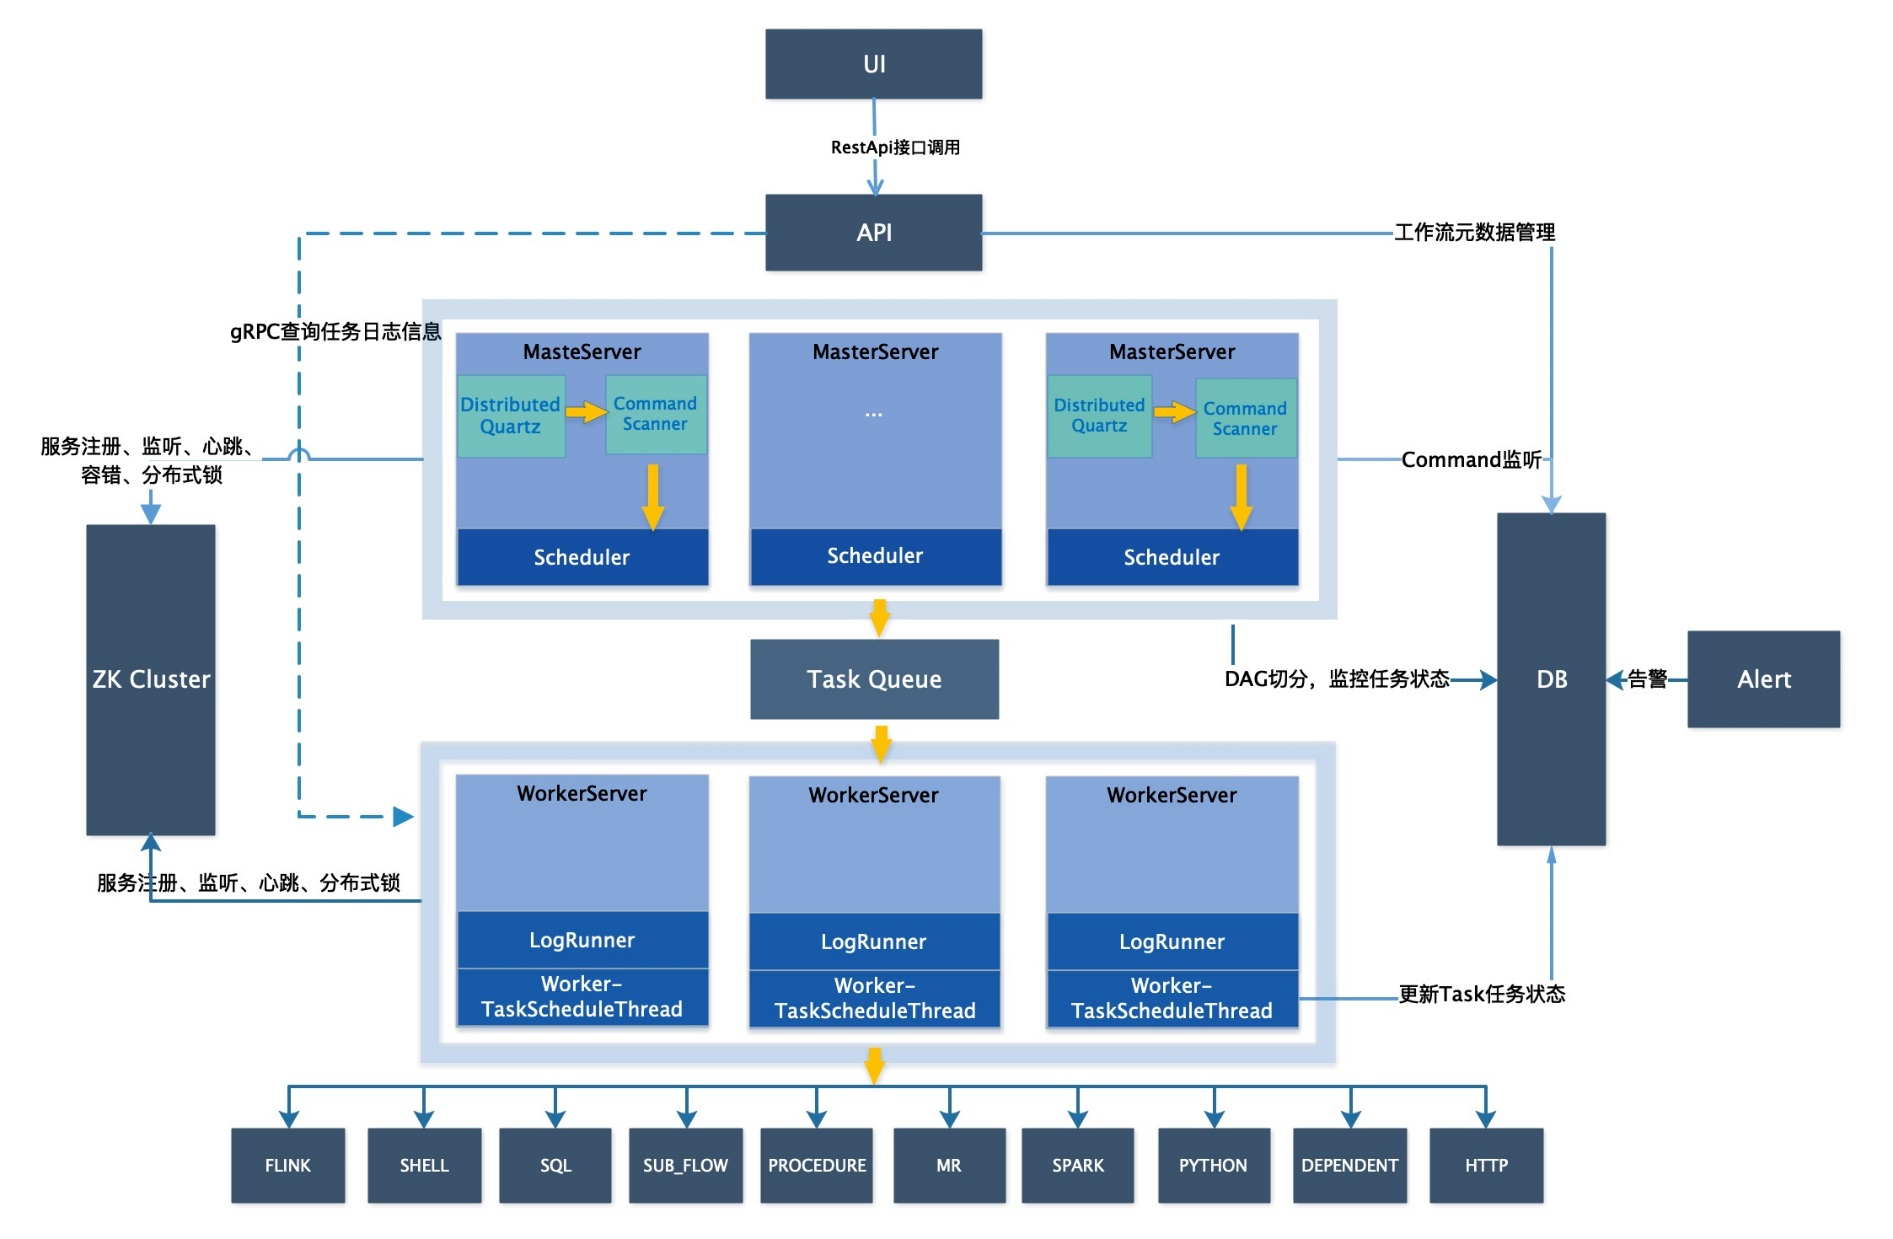 UI
RestApi接口调用
API
工作流元数据管理
gRPC查询任务日志信息
MasteServer
Distributed
Quartz
Command
Scanner
Scheduler
MasterServer
...
Scheduler
MasterServer
Distributed
Quartz
Command
Scanner
Scheduler
服务注册、监听、心跳、
容错、分布式锁
Command监听
ZK Cluster
Task Queue
DAG切分，监控任务状态
DB
告警
Alert
WorkerServer
LogRunner
Worker-
TaskScheduleThread
WorkerServer
LogRunner
Worker-
TaskScheduleThread
WorkerServer
LogRunner
Worker-
TaskScheduleThread
服务注册、监听、心跳、分布式锁
更新Task任务状态
FLINK
SHELL
SQL
SUB_FLOW
PROCEDURE
MR
SPARK
PYTHON
DEPENDENT
HTTP